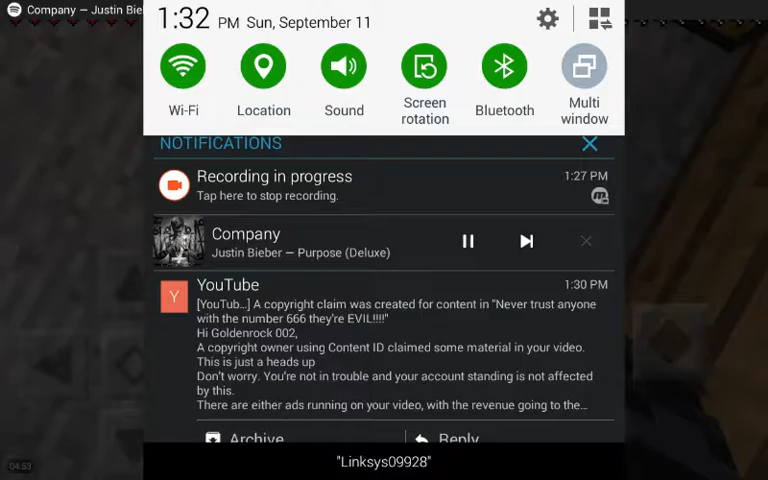 Company — Justin Bie
1:32 PM Sun, September 11
Wi-Fi
Location
Sound
Screen rotation
Bluetooth
Multi window
NOTIFICATIONS
Recording in progress
1:27 PM
Tap here to stop recording.
Company
Justin Bieber — Purpose (Deluxe)
Y
YouTube
1:30 PM
[YouTub...] A copyright claim was created for content in "Never trust anyone
with the number 666 they're EVIL!!!!"
Hi Goldenrock 002,
A copyright owner using Content ID claimed some material in your video.
This is just a heads up
Don't worry. You're not in trouble and your account standing is not affected
by this.
There are either ads running on your video, with the revenue going to the...
Archive
Reply
04:53
"Linksys09928"